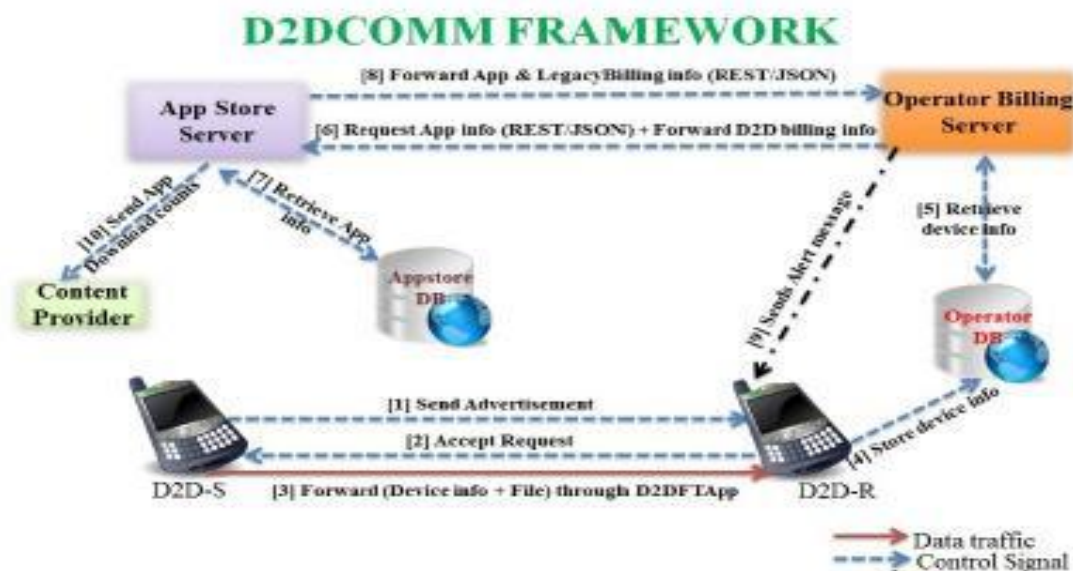 D2DCOMM FRAMEWORK
[8] Forward App & LegacyBilling info (REST/JSON)
App Store
Server
Operator Billing
Server
[6] Request App info (REST/JSON) + Forward D2D billing info
[7] Retrieve App
info
[10] Send App
Download counts
[5] Retrieve
device info
[9] Sends Alert message
Content
Provider
Appstore
DB
Operator
DB
[1] Send Advertisement
[2] Accept Request
[4] Store device info
D2D-S
[3] Forward (Device info + File) through D2DFTApp
D2D-R
Data traffic
Control Signal